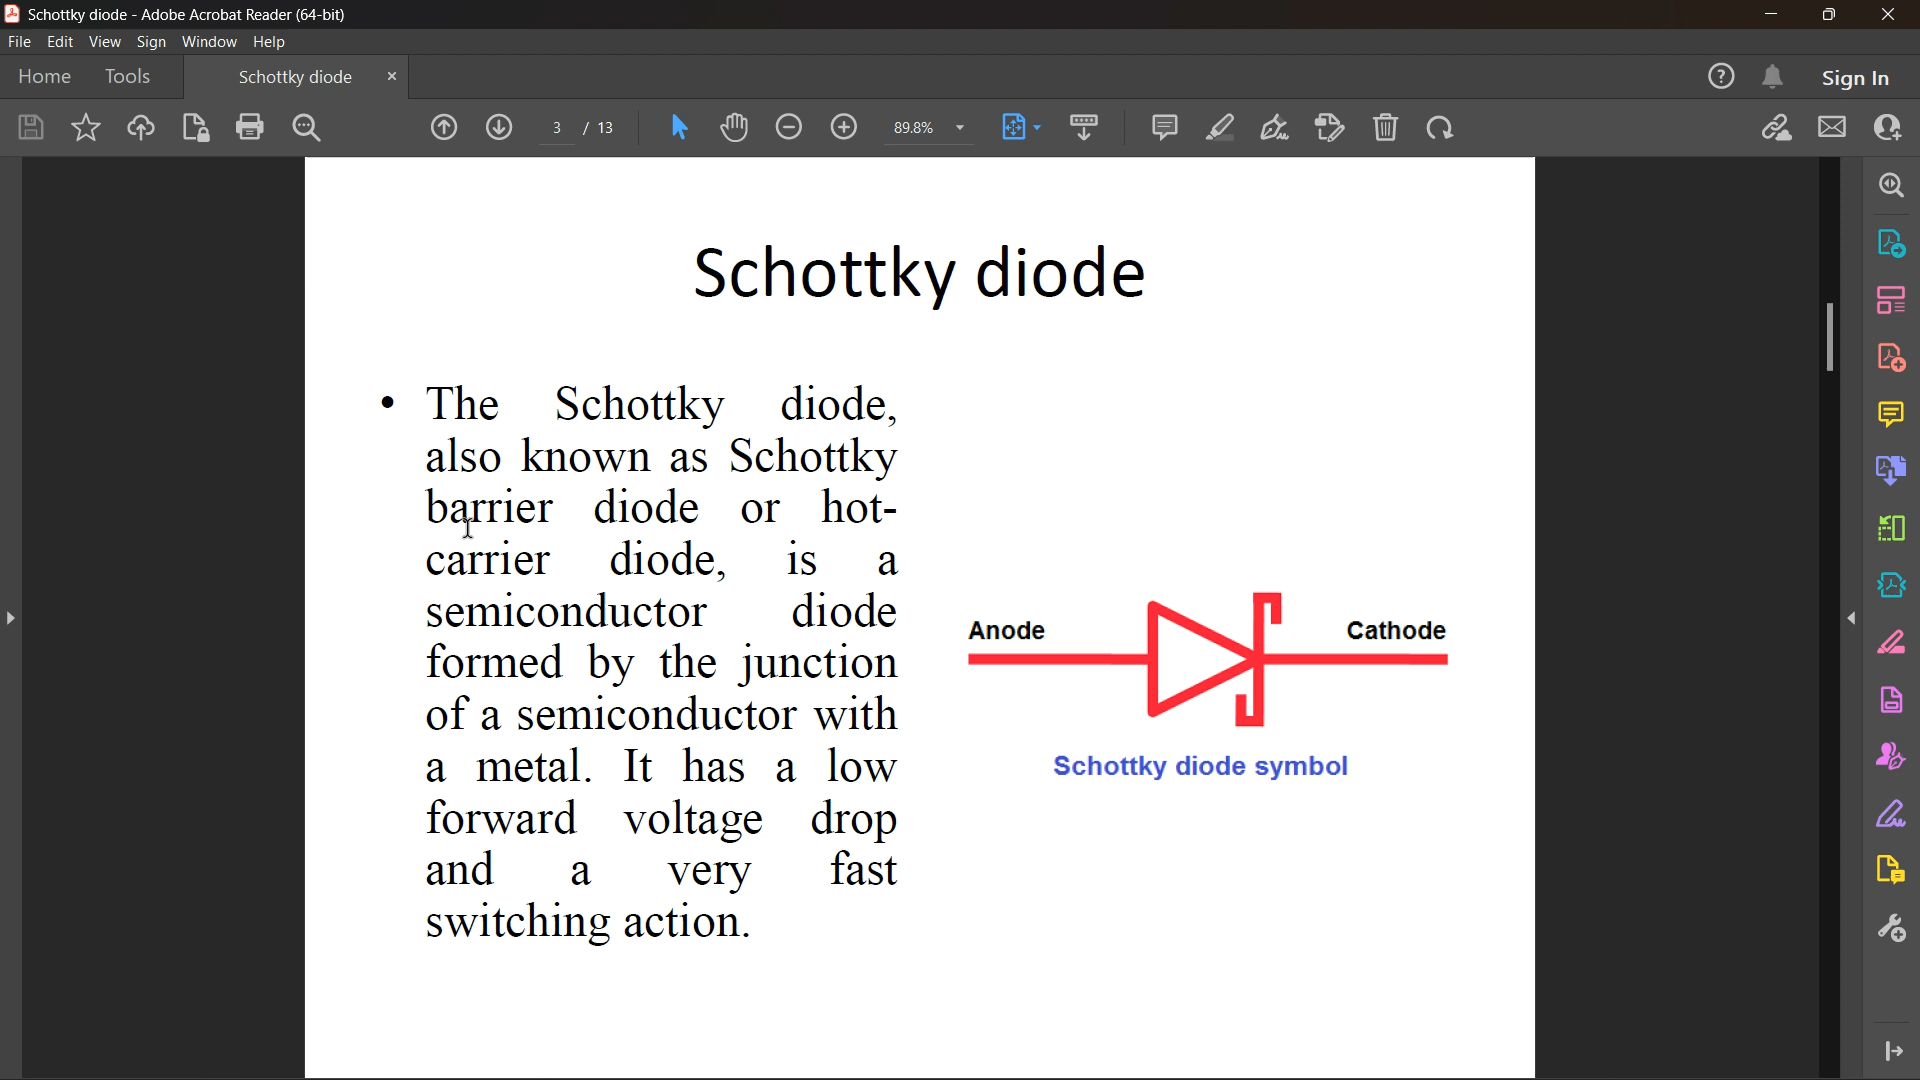 Schottky diode - Adobe Acrobat Reader (64-bit)
File Edit View Sign Window Help
Home Tools Schottky diode Sign In
3 / 13 89.8%
Schottky diode
• The Schottky diode,
also known as Schottky
barrier diode or hot-
carrier diode, is a
semiconductor diode
formed by the junction
of a semiconductor with
a metal. It has a low
forward voltage drop
and a very fast
switching action.
Anode Cathode
Schottky diode symbol